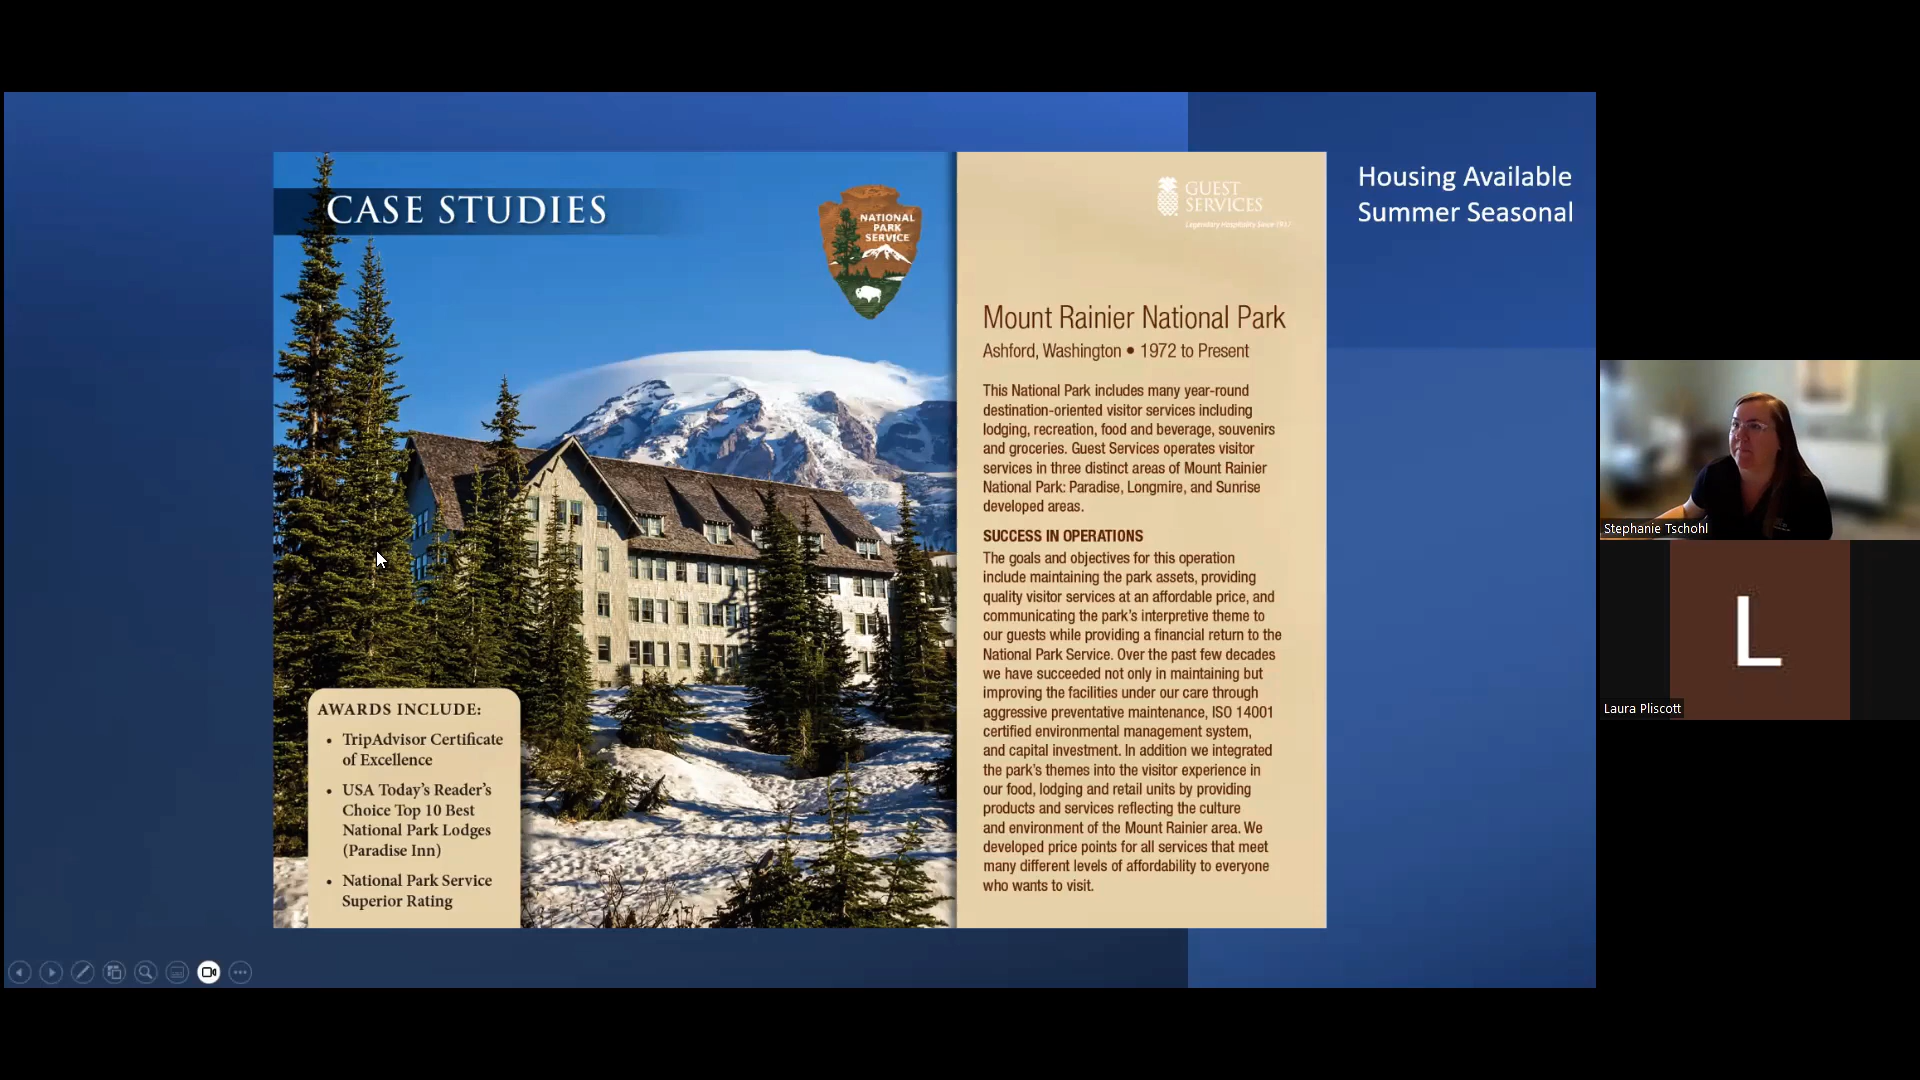 CASE STUDIES
NATIONAL
PARK
SERVICE
AWARDS INCLUDE:
• TripAdvisor Certificate
of Excellence
• USA Today’s Reader’s
Choice Top 10 Best
National Park Lodges
(Paradise Inn)
• National Park Service
Superior Rating
GUEST
SERVICES
Legendary Hospitality Since 1917
Mount Rainier National Park
Ashford, Washington • 1972 to Present
This National Park includes many year-round
destination-oriented visitor services including
lodging, recreation, food and beverage, souvenirs
and groceries. Guest Services operates visitor
services in three distinct areas of Mount Rainier
National Park: Paradise, Longmire, and Sunrise
developed areas.
SUCCESS IN OPERATIONS
The goals and objectives for this operation
include maintaining the park assets, providing
quality visitor services at an affordable price, and
communicating the park’s interpretive theme to
our guests while providing a financial return to the
National Park Service. Over the past few decades
we have succeeded not only in maintaining but
improving the facilities under our care through
aggressive preventative maintenance, ISO 14001
certified environmental management system,
and capital investment. In addition we integrated
the park’s themes into the visitor experience in
our food, lodging and retail units by providing
products and services reflecting the culture
and environment of the Mount Rainier area. We
developed price points for all services that meet
many different levels of affordability to everyone
who wants to visit.
Housing Available
Summer Seasonal
Stephanie Tschohl
L
Laura Pliscott